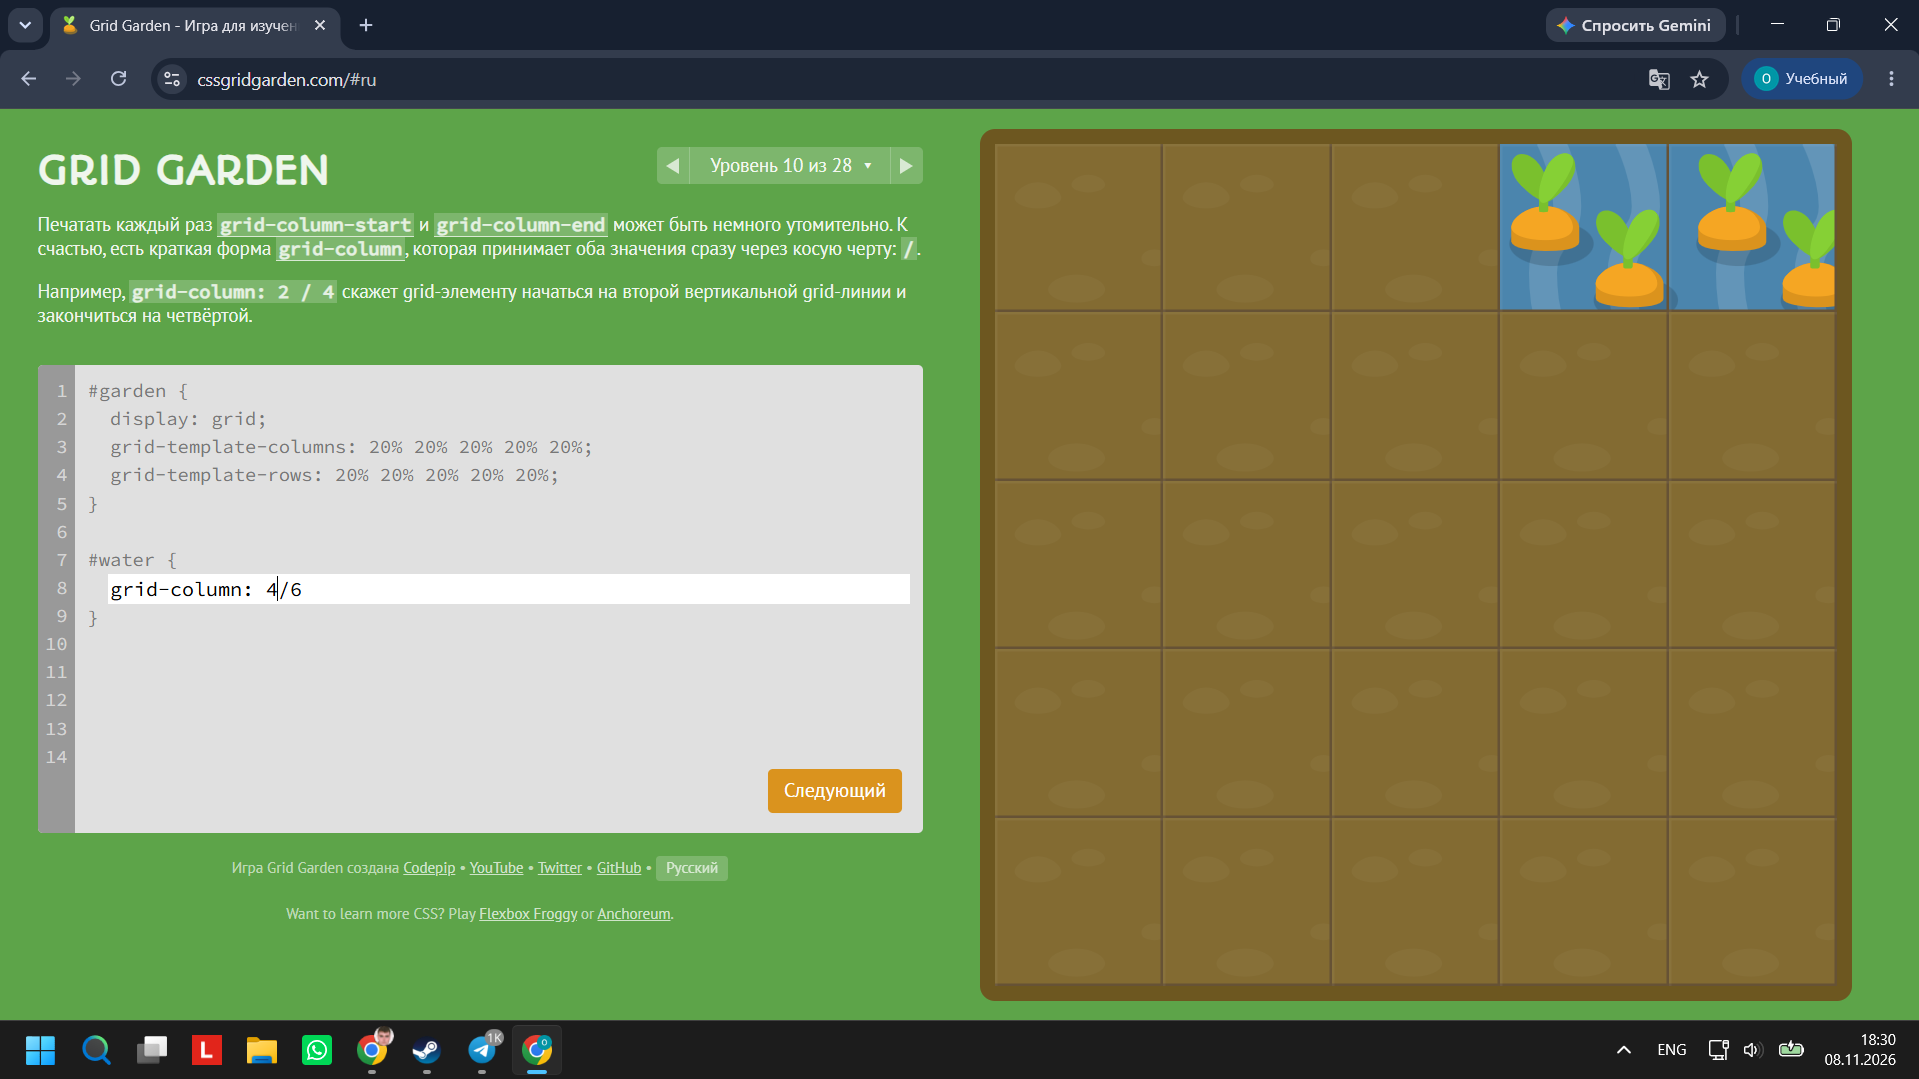 Grid Garden - Игра для изучен
Спросить Gemini
cssgridgarden.com/#ru
O Учебный
GRID GARDEN
Уровень 10 из 28
Печатать каждый раз grid-column-start и grid-column-end может быть немного утомительно. К
счастью, есть краткая форма grid-column, которая принимает оба значения сразу через косую черту: /.
Например, grid-column: 2 / 4 скажет grid-элементу начаться на второй вертикальной grid-линии и
закончиться на четвёртой.
1 #garden {
2 display: grid;
3 grid-template-columns: 20% 20% 20% 20% 20%;
4 grid-template-rows: 20% 20% 20% 20% 20%;
5 }
6
7 #water {
8 grid-column: 4/6
9 }
10
11
12
13
14
Следующий
Игра Grid Garden создана Codepip • YouTube • Twitter • GitHub • Русский
Want to learn more CSS? Play Flexbox Froggy or Anchoreum.
L
1K
O
ENG
18:30
08.11.2026